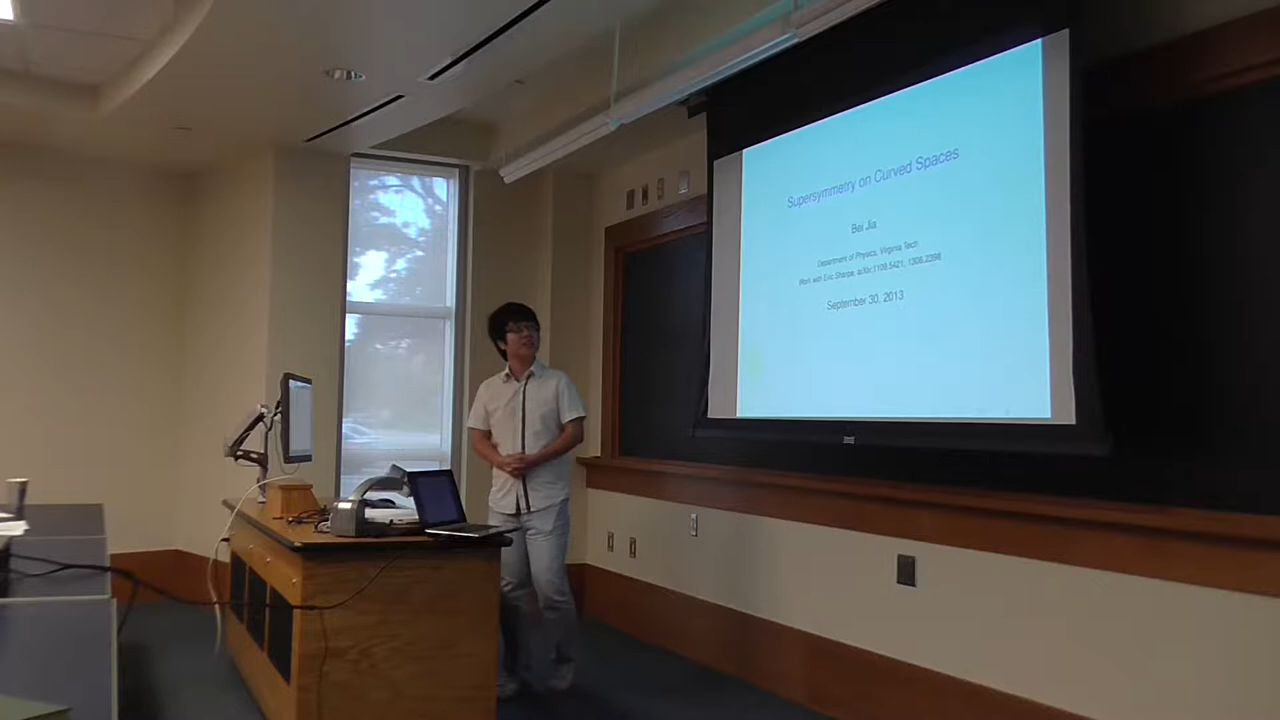 Supersymmetry on Curved Spaces
Bei Jia
Department of Physics, Virginia Tech
Work with Eric Sharpe, arXiv:1109.5421, 1306.2398
September 30, 2013